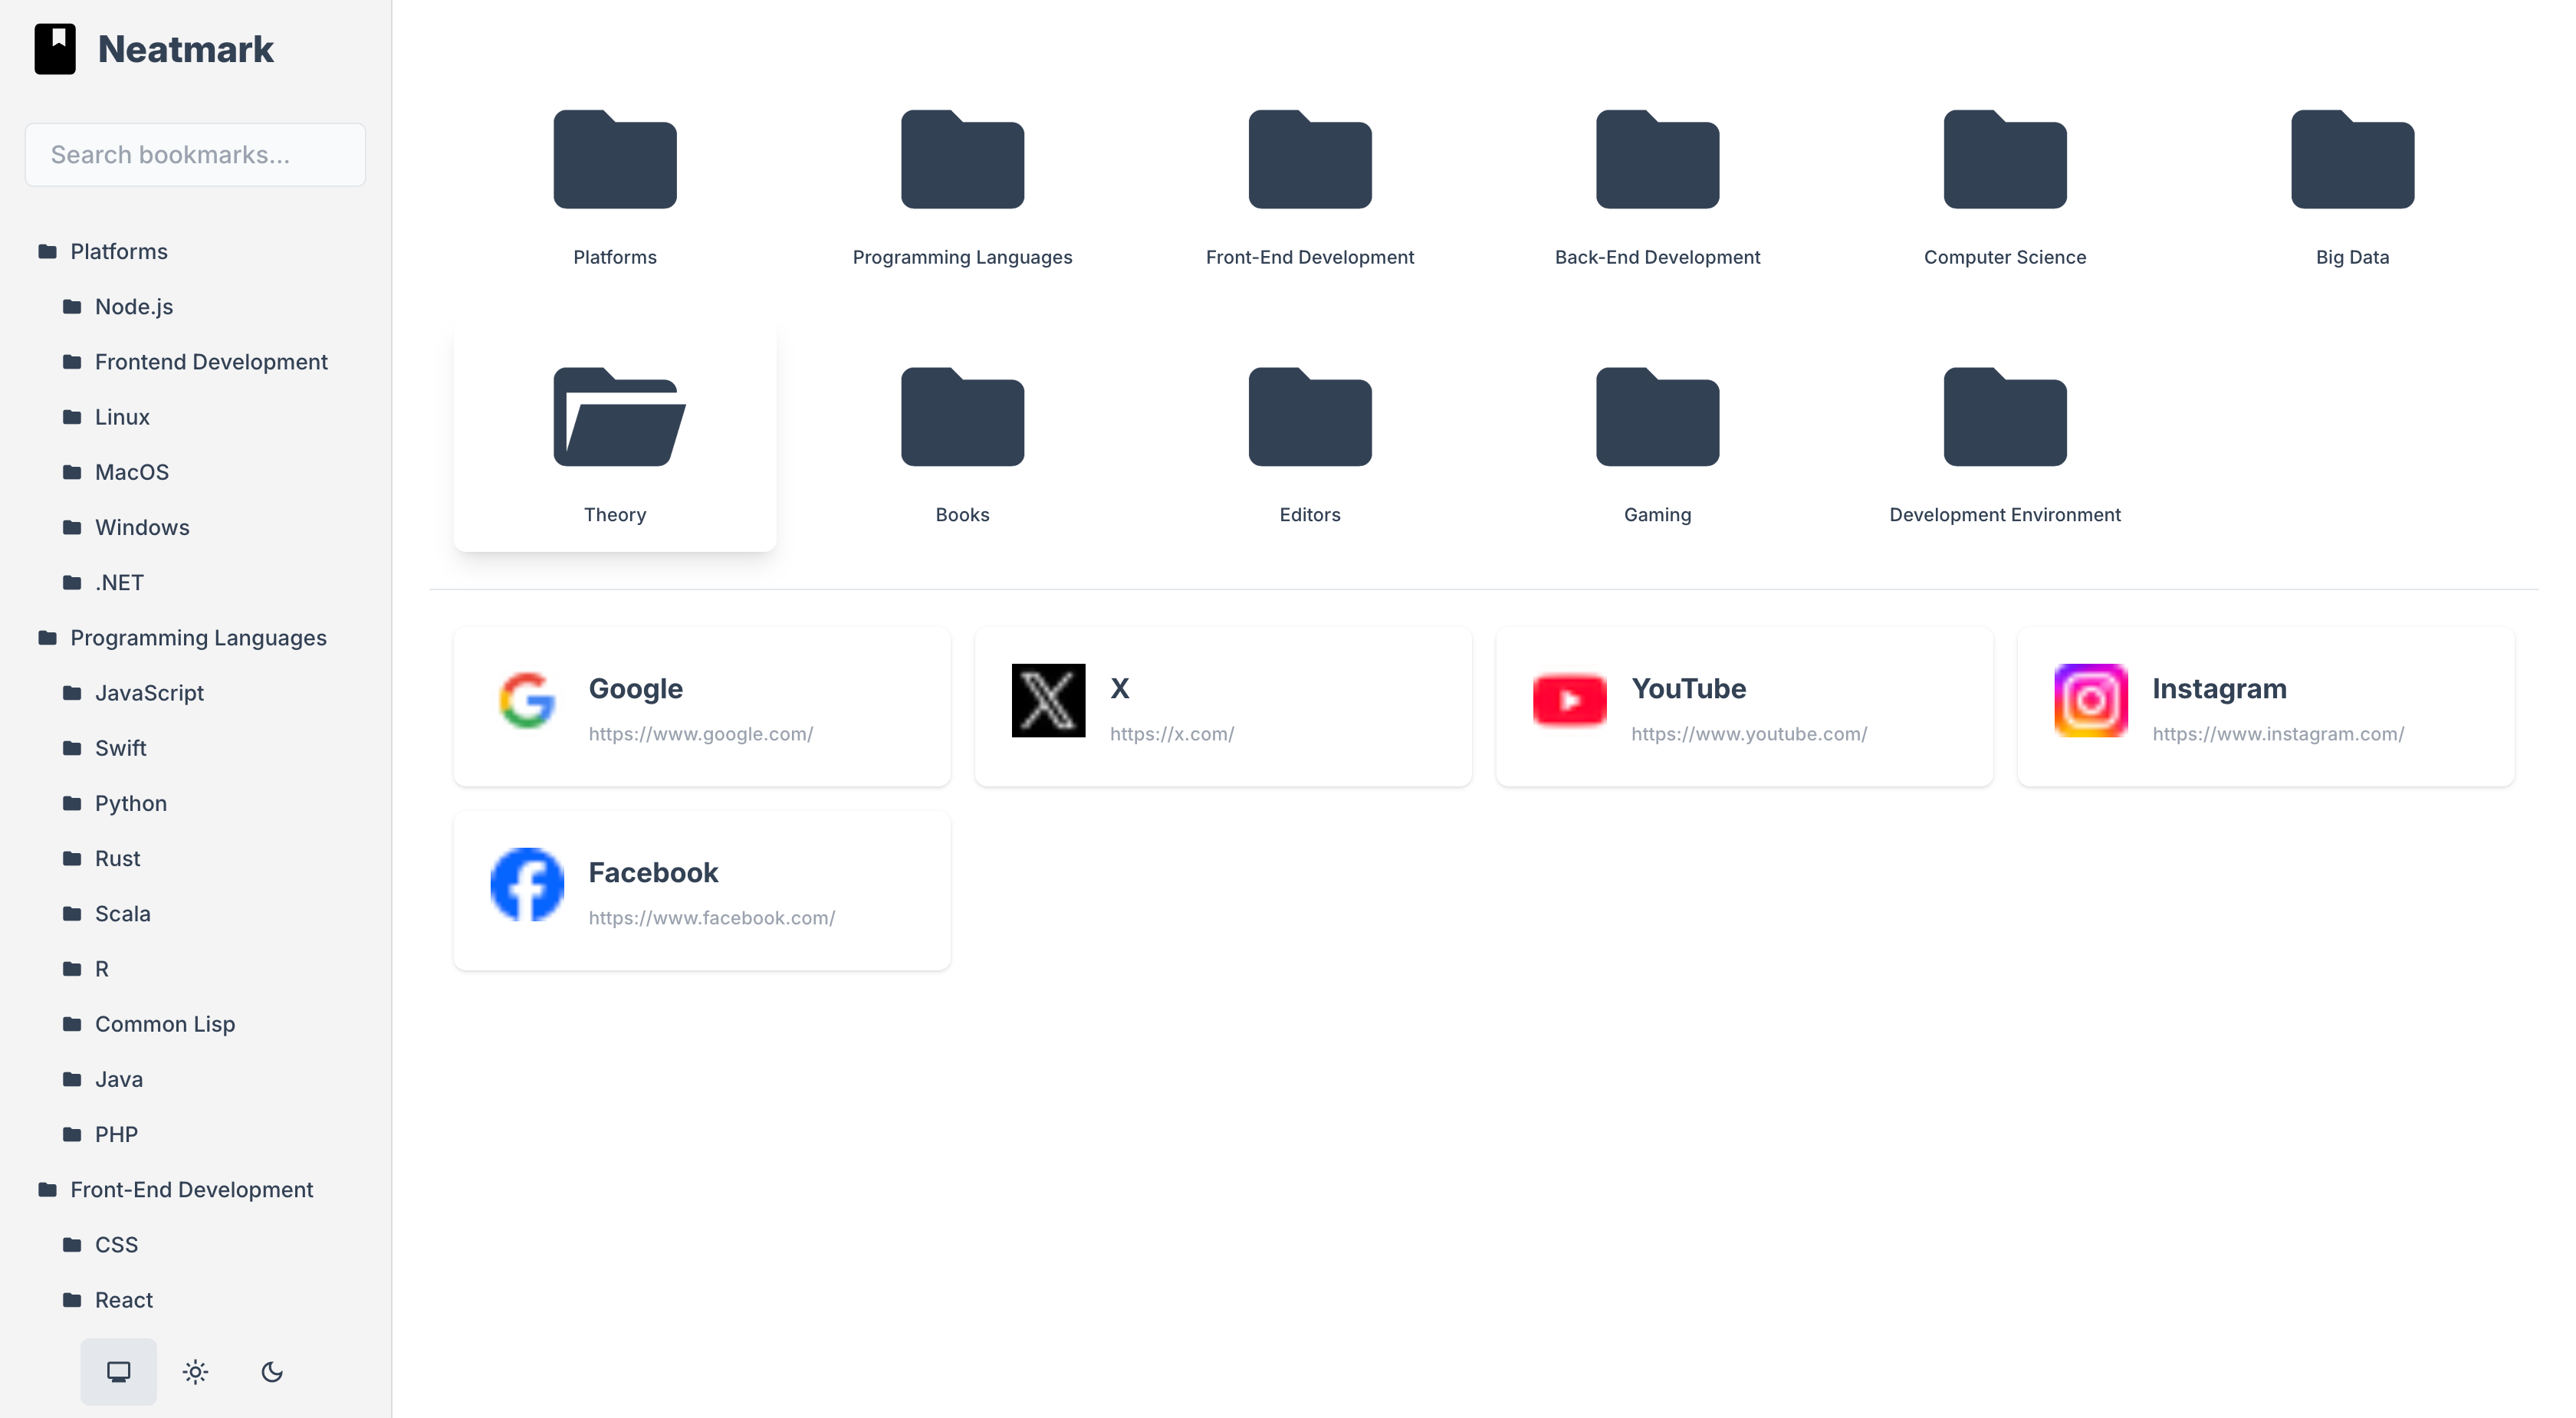 Neatmark
Search bookmarks...
Platforms
Node.js
Frontend Development
Linux
MacOS
Windows
.NET
Programming Languages
JavaScript
Swift
Python
Rust
Scala
R
Common Lisp
Java
PHP
Front-End Development
CSS
React
Platforms
Programming Languages
Front-End Development
Back-End Development
Computer Science
Big Data
Theory
Books
Editors
Gaming
Development Environment
Google
https://www.google.com/
X
https://x.com/
YouTube
https://www.youtube.com/
Instagram
https://www.instagram.com/
Facebook
https://www.facebook.com/